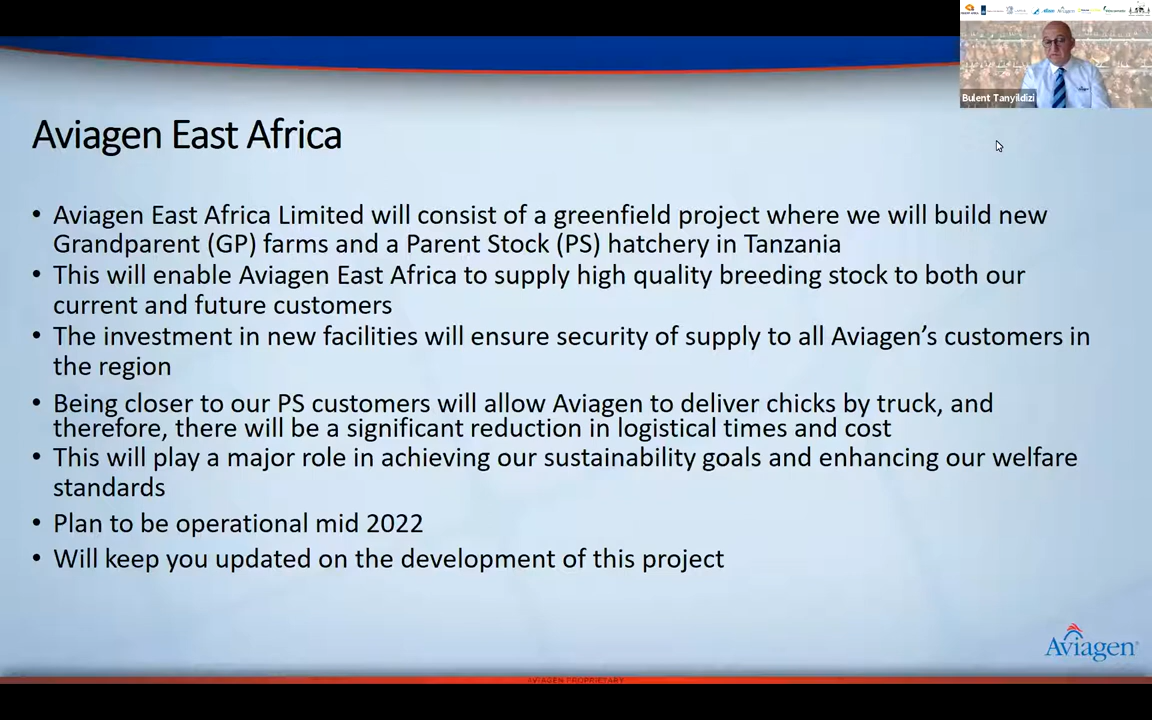 Bulent Tanyildizi
Aviagen East Africa
• Aviagen East Africa Limited will consist of a greenfield project where we will build new
Grandparent (GP) farms and a Parent Stock (PS) hatchery in Tanzania
• This will enable Aviagen East Africa to supply high quality breeding stock to both our
current and future customers
• The investment in new facilities will ensure security of supply to all Aviagen’s customers in
the region
• Being closer to our PS customers will allow Aviagen to deliver chicks by truck, and
therefore, there will be a significant reduction in logistical times and cost
• This will play a major role in achieving our sustainability goals and enhancing our welfare
standards
• Plan to be operational mid 2022
• Will keep you updated on the development of this project
Aviagen®
AVIAGEN PROPRIETARY